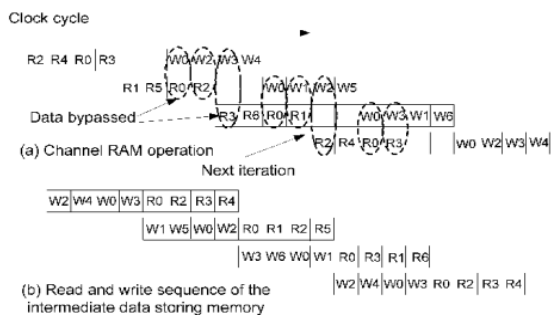 Clock cycle
R2 R4 R0 R3 W0 W2 W3 W4
R1 R5 R0 R2 W0 W1 W2 W5
Data bypassed
R3 R6 R0 R1 W0 W3 W1 W6
(a) Channel RAM operation
R2 R4 R0 R3 W0 W2 W3 W4
Next iteration
W2 W4 W0 W3 R0 R2 R3 R4
W1 W5 W0 W2 R0 R1 R2 R5
W3 W6 W0 W1 R0 R3 R1 R6
W2 W4 W0 W3 R0 R2 R3 R4
(b) Read and write sequence of the
intermediate data storing memory